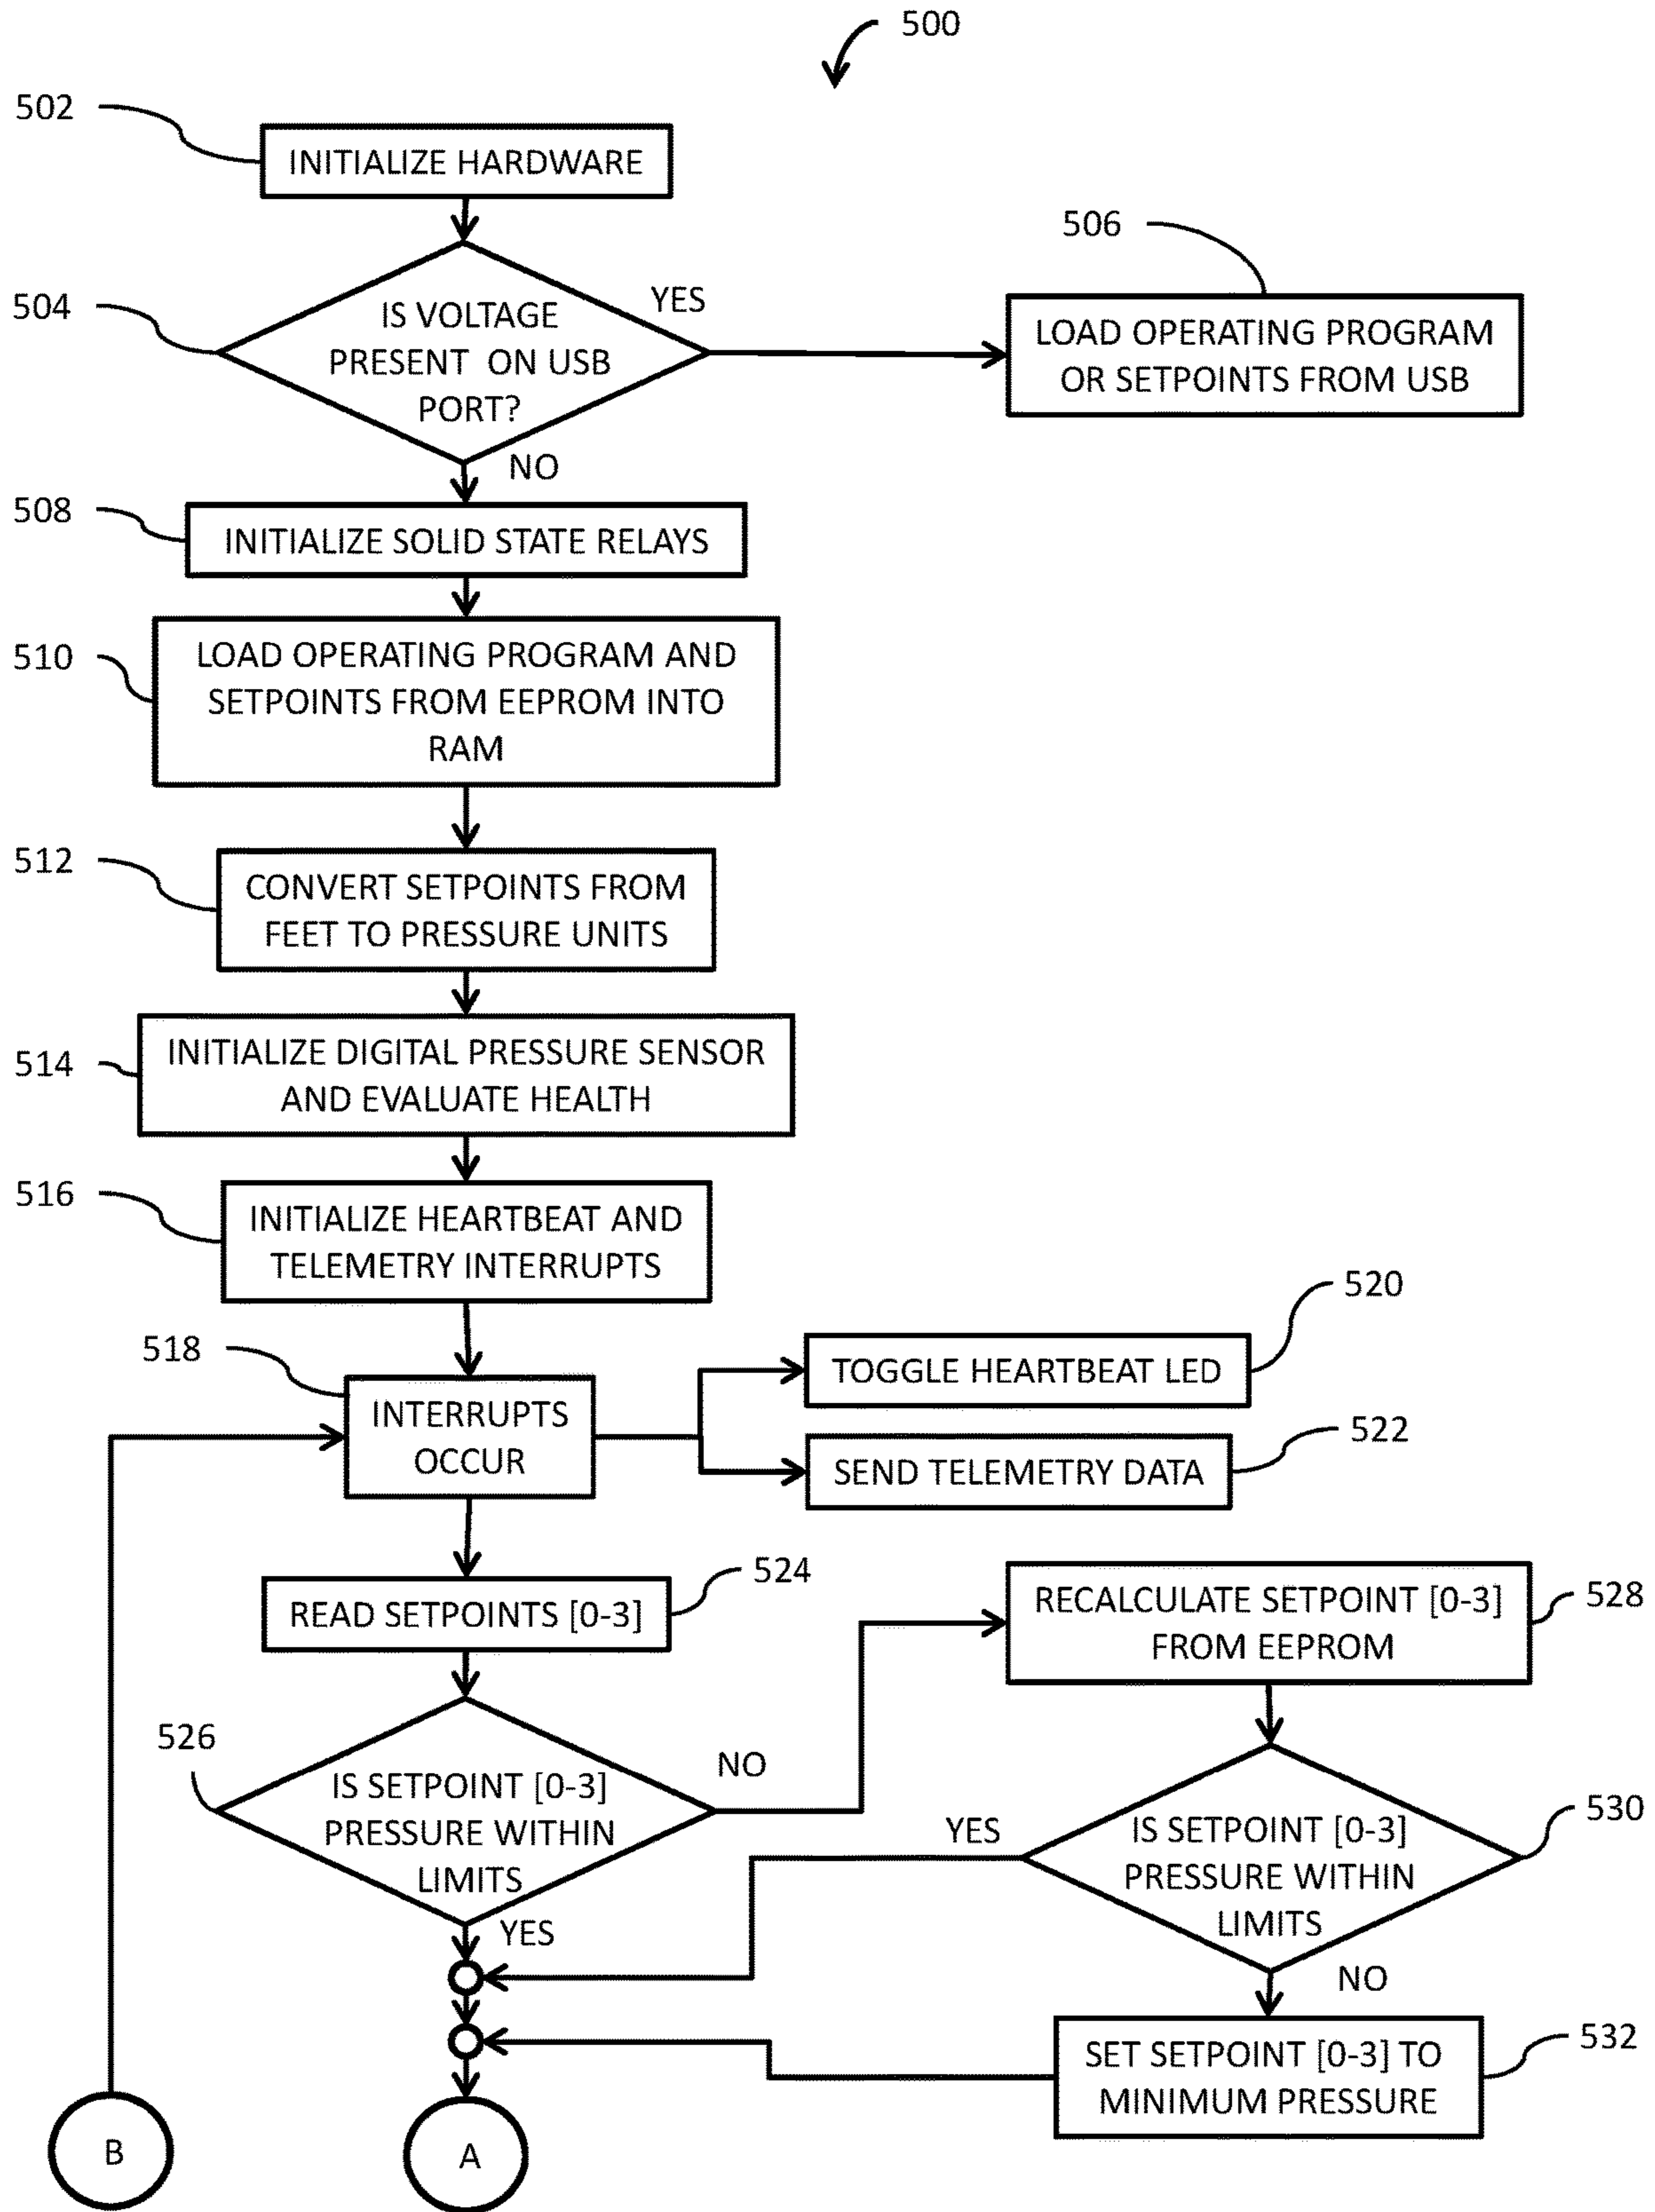 500
502
INITIALIZE HARDWARE
506
504
IS VOLTAGE
PRESENT ON USB
PORT?
YES
LOAD OPERATING PROGRAM
OR SETPOINTS FROM USB
NO
508
INITIALIZE SOLID STATE RELAYS
510
LOAD OPERATING PROGRAM AND
SETPOINTS FROM EEPROM INTO
RAM
512
CONVERT SETPOINTS FROM
FEET TO PRESSURE UNITS
514
INITIALIZE DIGITAL PRESSURE SENSOR
AND EVALUATE HEALTH
516
INITIALIZE HEARTBEAT AND
TELEMETRY INTERRUPTS
518
INTERRUPTS
OCCUR
520
TOGGLE HEARTBEAT LED
522
SEND TELEMETRY DATA
524
READ SETPOINTS [0-3]
528
RECALCULATE SETPOINT [0-3]
FROM EEPROM
526
IS SETPOINT [0-3]
PRESSURE WITHIN
LIMITS
NO
YES
530
IS SETPOINT [0-3]
PRESSURE WITHIN
LIMITS
YES
NO
532
SET SETPOINT [0-3] TO
MINIMUM PRESSURE
B
A